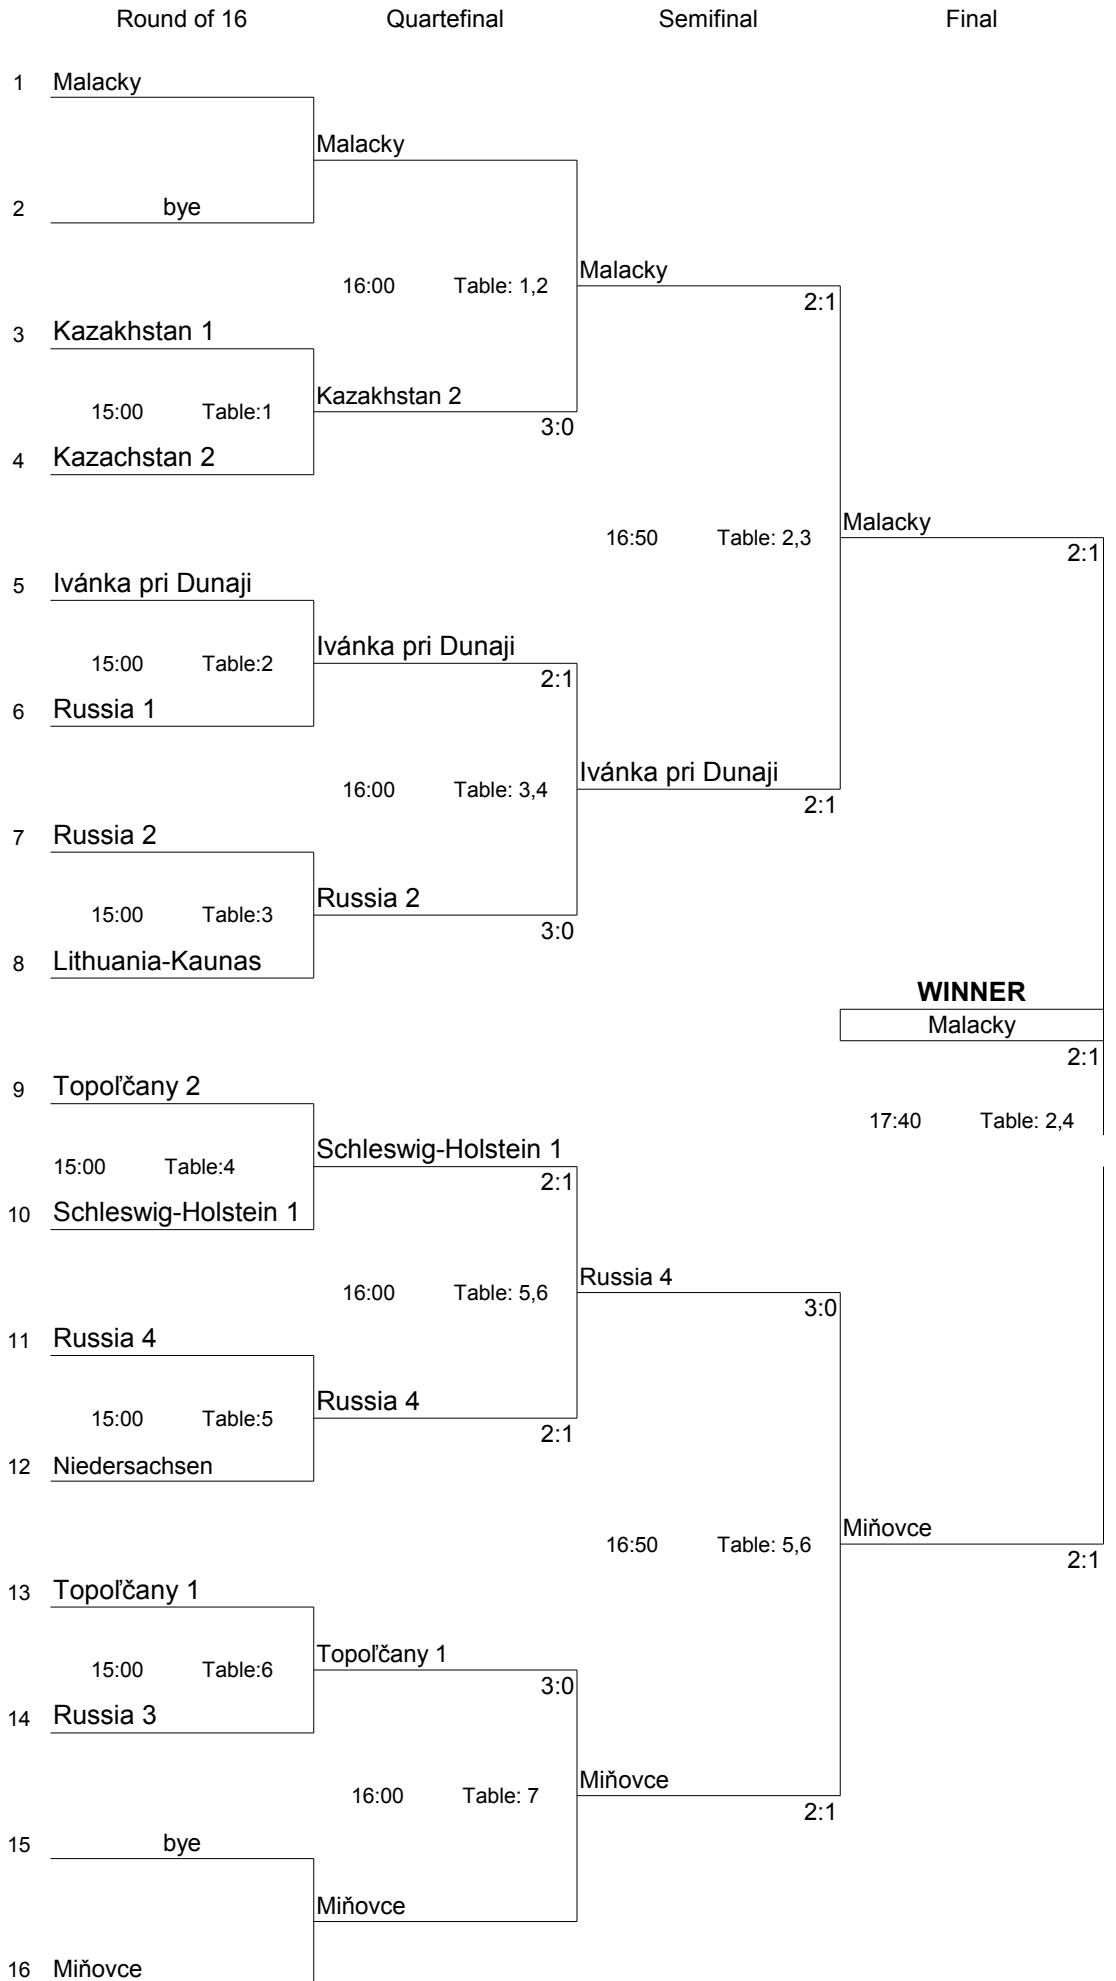 Round of 16 Quartefinal Semifinal Final
1 Malacky
Malacky
2 bye
16:00 Table: 1,2 Malacky
2:1
3 Kazakhstan 1
15:00 Table:1 Kazakhstan 2
3:0
4 Kazachstan 2
16:50 Table: 2,3 Malacky
2:1
5 Ivánka pri Dunaji
15:00 Table:2 Ivánka pri Dunaji
2:1
6 Russia 1
16:00 Table: 3,4 Ivánka pri Dunaji
2:1
7 Russia 2
15:00 Table:3 Russia 2
3:0
8 Lithuania-Kaunas
WINNER
Malacky
2:1
9 Topoľčany 2
17:40 Table: 2,4
15:00 Table:4 Schleswig-Holstein 1
2:1
10 Schleswig-Holstein 1
16:00 Table: 5,6 Russia 4
3:0
11 Russia 4
15:00 Table:5 Russia 4
2:1
12 Niedersachsen
16:50 Table: 5,6 Miňovce
2:1
13 Topoľčany 1
15:00 Table:6 Topoľčany 1
3:0
14 Russia 3
16:00 Table: 7 Miňovce
2:1
15 bye
Miňovce
16 Miňovce